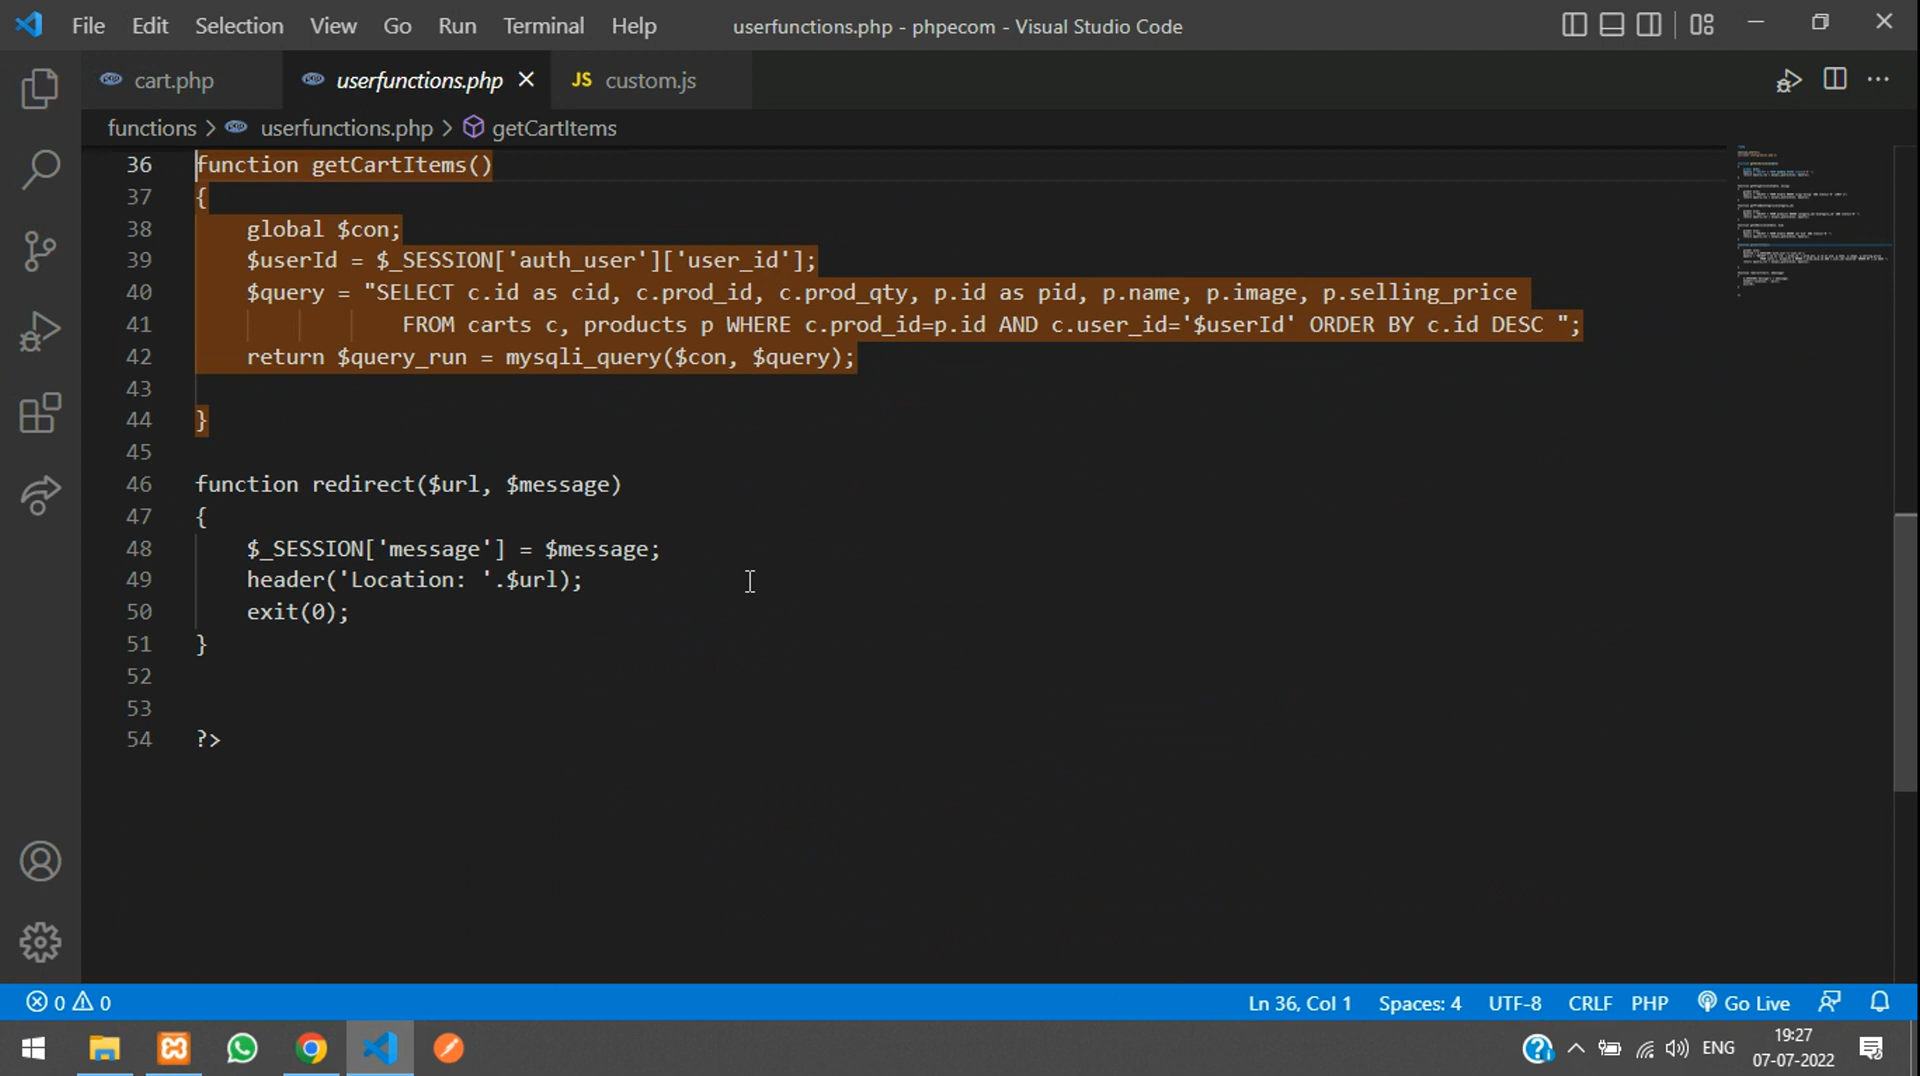 File Edit Selection View Go Run Terminal Help userfunctions.php - phpecom - Visual Studio Code
cart.php userfunctions.php JS custom.js
functions > userfunctions.php > getCartItems
36 function getCartItems()
37 {
38 global $con;
39 $userId = $_SESSION['auth_user']['user_id'];
40 $query = "SELECT c.id as cid, c.prod_id, c.prod_qty, p.id as pid, p.name, p.image, p.selling_price
41 FROM carts c, products p WHERE c.prod_id=p.id AND c.user_id='$userId' ORDER BY c.id DESC ";
42 return $query_run = mysqli_query($con, $query);
43
44 }
45
46 function redirect($url, $message)
47 {
48 $_SESSION['message'] = $message;
49 header('Location: '.$url);
50 exit(0);
51 }
52
53
54 ?>
0 0 Ln 36, Col 1 Spaces: 4 UTF-8 CRLF PHP Go Live
ENG 19:27
07-07-2022